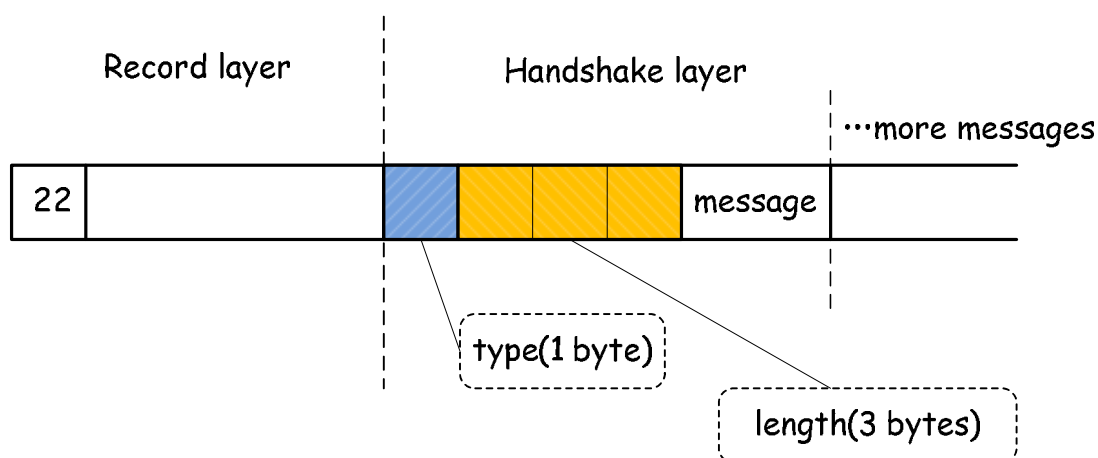 Record layer
Handshake layer
···more messages
22
message
type(1 byte)
length(3 bytes)